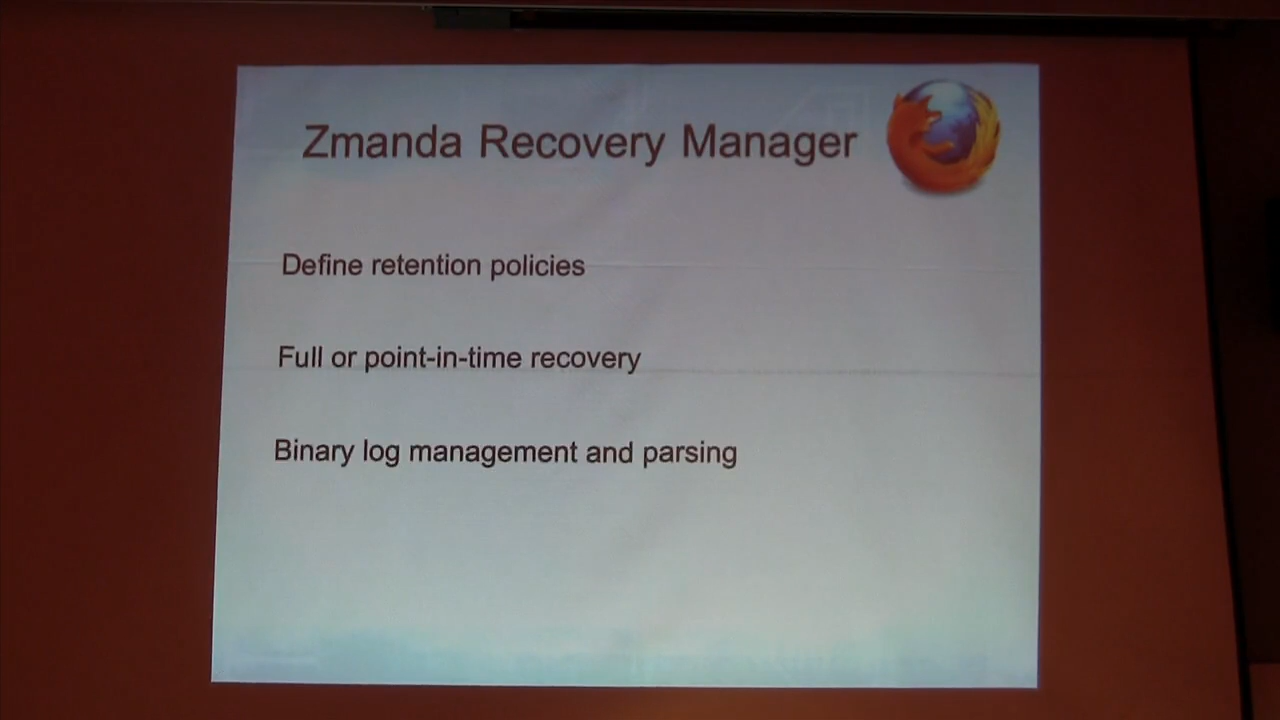 Zmanda Recovery Manager
Define retention policies
Full or point-in-time recovery
Binary log management and parsing